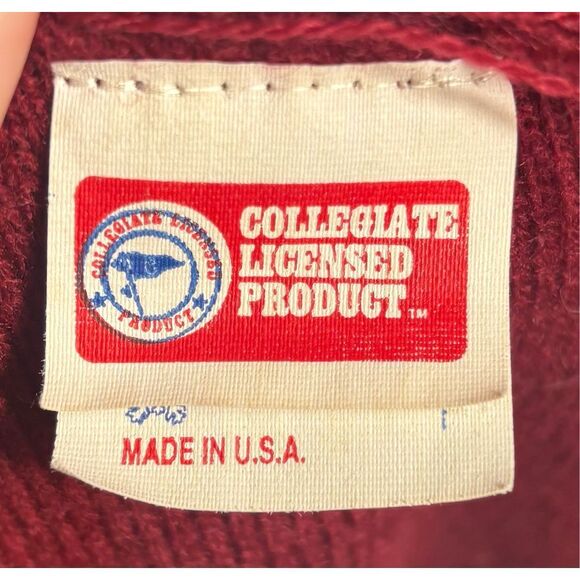 COLLEGIATE LICENSED
PRODUCT
COLLEGIATE
LICENSED
PRODUCT™
MADE IN U.S.A.